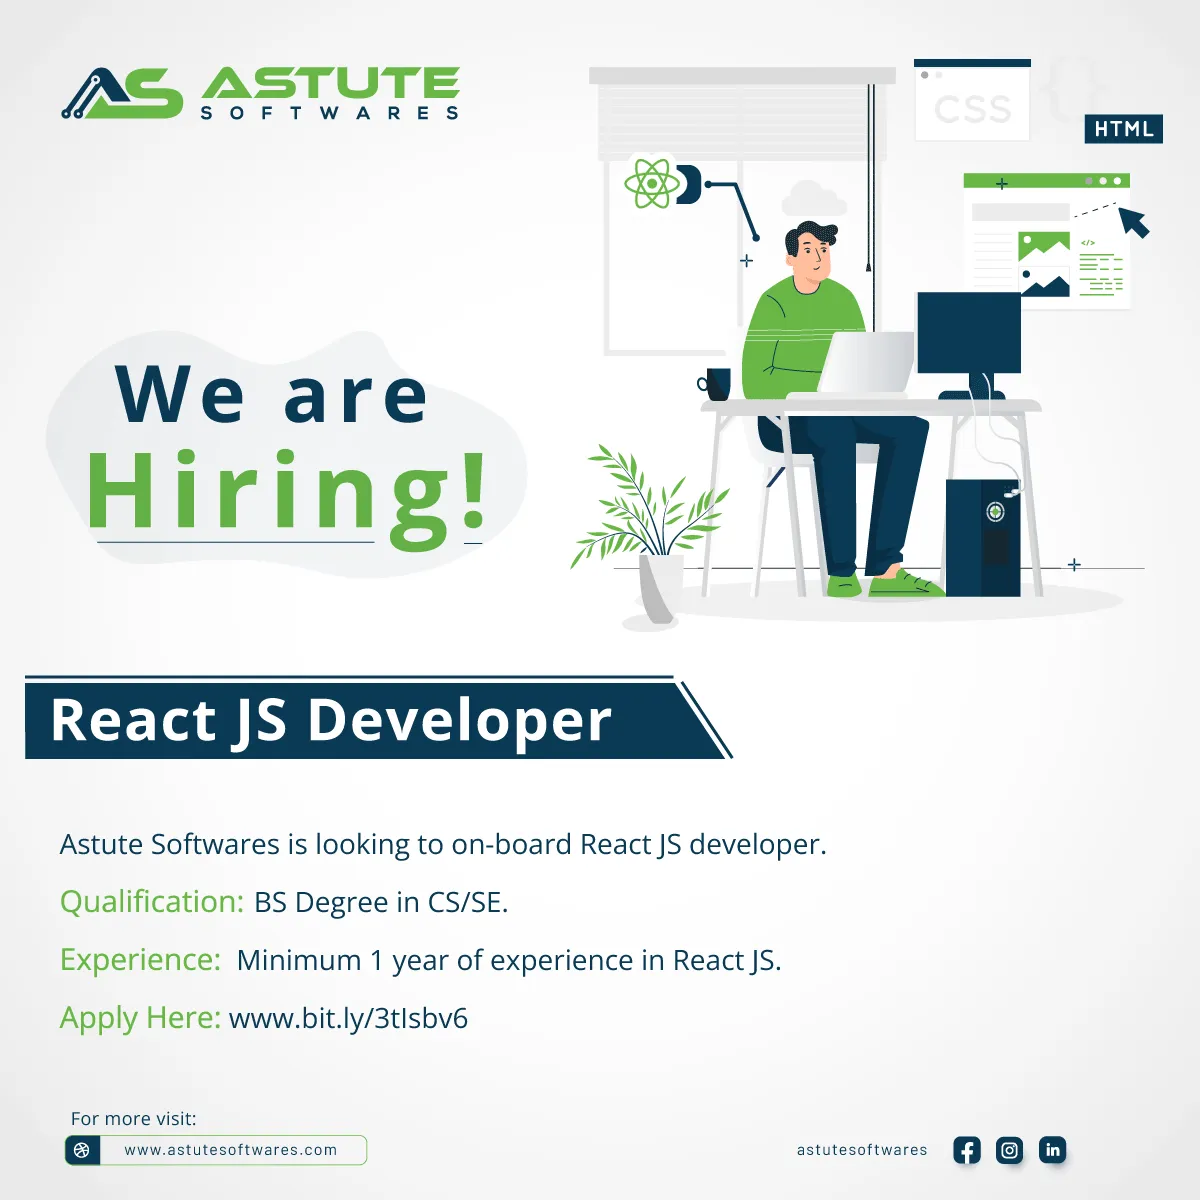 AS ASTUTE
SOFTWARES
CSS
{}
HTML
</>
We are
Hiring!
React JS Developer
Astute Softwares is looking to on-board React JS developer.
Qualification: BS Degree in CS/SE.
Experience: Minimum 1 year of experience in React JS.
Apply Here: www.bit.ly/3tIsbv6
For more visit:
www.astutesoftwares.com
astutesoftwares